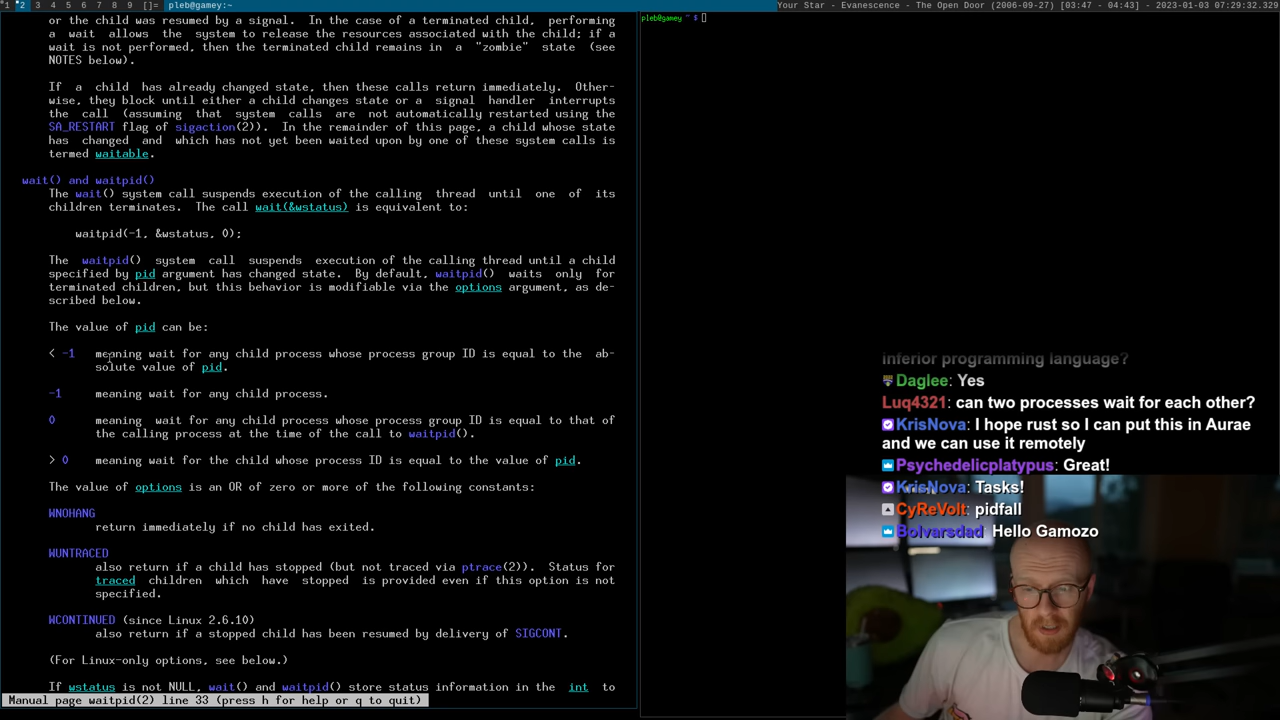 1 2 3 4 5 6 7 8 9 []= pleb@gamey:~
Your Star - Evanescence - The Open Door (2006-09-27) [03:47 - 04:43] - 2023-01-03 07:29:32.329
or the child was resumed by a signal. In the case of a terminated child, performing
a wait allows the system to release the resources associated with the child; if a
wait is not performed, then the terminated child remains in a "zombie" state (see
NOTES below).
If a child has already changed state, then these calls return immediately. Other-
wise, they block until either a child changes state or a signal handler interrupts
the call (assuming that system calls are not automatically restarted using the
SA_RESTART flag of sigaction(2)). In the remainder of this page, a child whose state
has changed and which has not yet been waited upon by one of these system calls is
termed waitable.
wait() and waitpid()
The wait() system call suspends execution of the calling thread until one of its
children terminates. The call wait(&wstatus) is equivalent to:
waitpid(-1, &wstatus, 0);
The waitpid() system call suspends execution of the calling thread until a child
specified by pid argument has changed state. By default, waitpid() waits only for
terminated children, but this behavior is modifiable via the options argument, as de-
scribed below.
The value of pid can be:
< -1 meaning wait for any child process whose process group ID is equal to the ab-
solute value of pid.
-1 meaning wait for any child process.
0 meaning wait for any child process whose process group ID is equal to that of
the calling process at the time of the call to waitpid().
> 0 meaning wait for the child whose process ID is equal to the value of pid.
The value of options is an OR of zero or more of the following constants:
WNOHANG
return immediately if no child has exited.
WUNTRACED
also return if a child has stopped (but not traced via ptrace(2)). Status for
traced children which have stopped is provided even if this option is not
specified.
WCONTINUED (since Linux 2.6.10)
also return if a stopped child has been resumed by delivery of SIGCONT.
(For Linux-only options, see below.)
If wstatus is not NULL, wait() and waitpid() store status information in the int to
Manual page waitpid(2) line 33 (press h for help or q to quit)
pleb@gamey ~ $
inferior programming language?
Daglee: Yes
Luq4321: can two processes wait for each other?
KrisNova: I hope rust so I can put this in Aurae
and we can use it remotely
Psychedelicplatypus: Great!
KrisNova: Tasks!
CyReVolt: pidfall
Bolvarsdad: Hello Gamozo